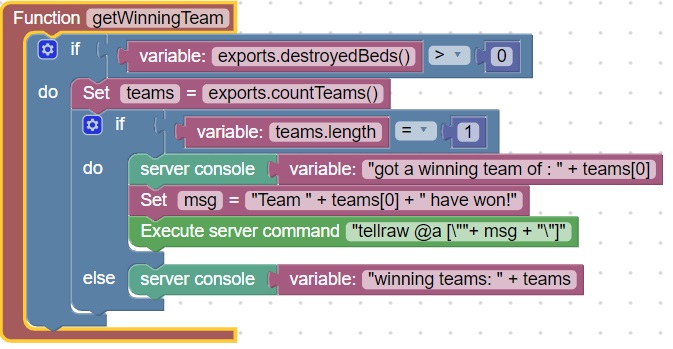 Function getWinningTeam
if variable: exports.destroyedBeds() > 0
do Set teams = exports.countTeams()
if variable: teams.length = 1
do server console variable: "got a winning team of : " + teams[0]
Set msg = "Team " + teams[0] + " have won!"
Execute server command "tellraw @a [\""+ msg + "\"]"
else server console variable: "winning teams: " + teams